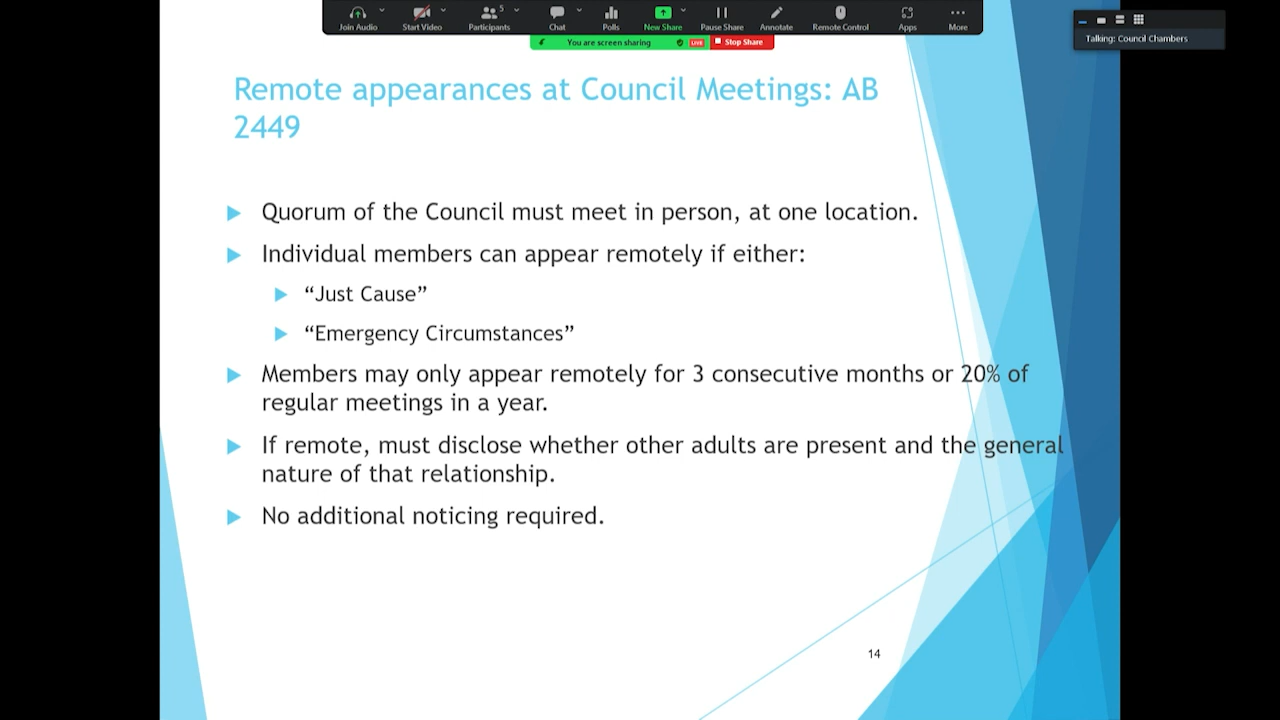 Join Audio
Start Video
5
Participants
Chat
Polls
New Share
Pause Share
Annotate
Remote Control
Apps
More
You are screen sharing
LIVE
Stop Share
Talking: Council Chambers
Remote appearances at Council Meetings: AB
2449
Quorum of the Council must meet in person, at one location.
Individual members can appear remotely if either:
“Just Cause”
“Emergency Circumstances”
Members may only appear remotely for 3 consecutive months or 20% of
regular meetings in a year.
If remote, must disclose whether other adults are present and the general
nature of that relationship.
No additional noticing required.
14